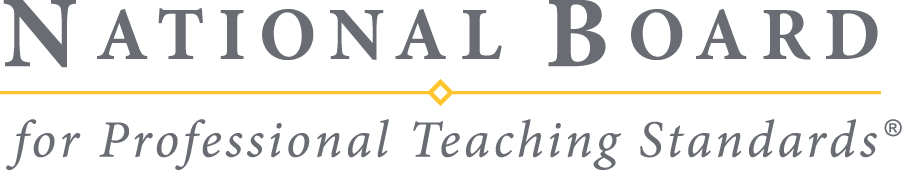 NATIONAL BOARD
for Professional Teaching Standards®